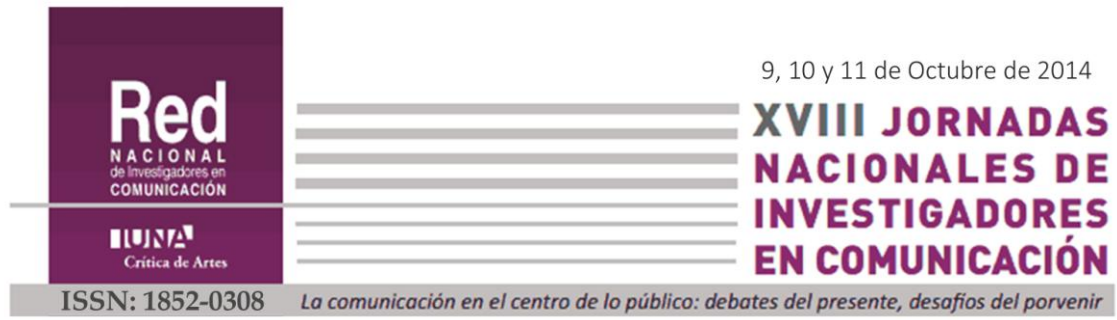 Red
NACIONAL
de Investigadores en
COMUNICACIÓN
IUNA
Crítica de Artes
9, 10 y 11 de Octubre de 2014
XVIII JORNADAS
NACIONALES DE
INVESTIGADORES
EN COMUNICACIÓN
ISSN: 1852-0308
La comunicación en el centro de lo público: debates del presente, desafíos del porvenir